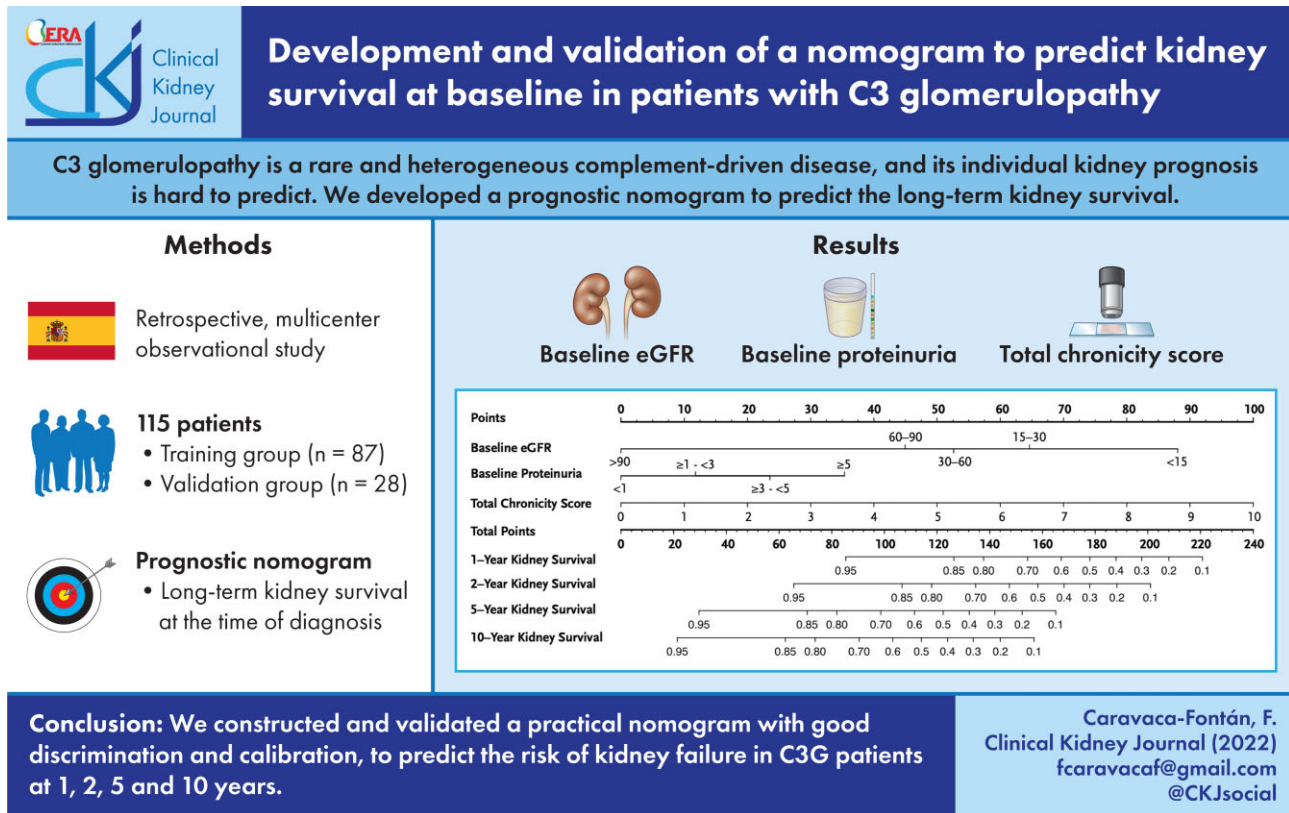 ERA
CKJ
Clinical
Kidney
Journal
Development and validation of a nomogram to predict kidney
survival at baseline in patients with C3 glomerulopathy
C3 glomerulopathy is a rare and heterogeneous complement-driven disease, and its individual kidney prognosis
is hard to predict. We developed a prognostic nomogram to predict the long-term kidney survival.
Methods
Retrospective, multicenter
observational study
115 patients
• Training group (n = 87)
• Validation group (n = 28)
Prognostic nomogram
• Long-term kidney survival
at the time of diagnosis
Results
Baseline eGFR
Baseline proteinuria
Total chronicity score
Points 0 10 20 30 40 50 60 70 80 90 100
60–90 15–30
Baseline eGFR
>90 30–60 <15
≥1 - <3 ≥5
Baseline Proteinuria
<1 ≥3 - <5
Total Chronicity Score
0 1 2 3 4 5 6 7 8 9 10
Total Points
0 20 40 60 80 100 120 140 160 180 200 220 240
1–Year Kidney Survival
0.95 0.85 0.80 0.70 0.6 0.5 0.4 0.3 0.2 0.1
2–Year Kidney Survival
0.95 0.85 0.80 0.70 0.6 0.5 0.4 0.3 0.2 0.1
5–Year Kidney Survival
0.95 0.85 0.80 0.70 0.6 0.5 0.4 0.3 0.2 0.1
10–Year Kidney Survival
0.95 0.85 0.80 0.70 0.6 0.5 0.4 0.3 0.2 0.1
Conclusion: We constructed and validated a practical nomogram with good
discrimination and calibration, to predict the risk of kidney failure in C3G patients
at 1, 2, 5 and 10 years.
Caravaca-Fontán, F.
Clinical Kidney Journal (2022)
fcaravacaf@gmail.com
@CKJsocial